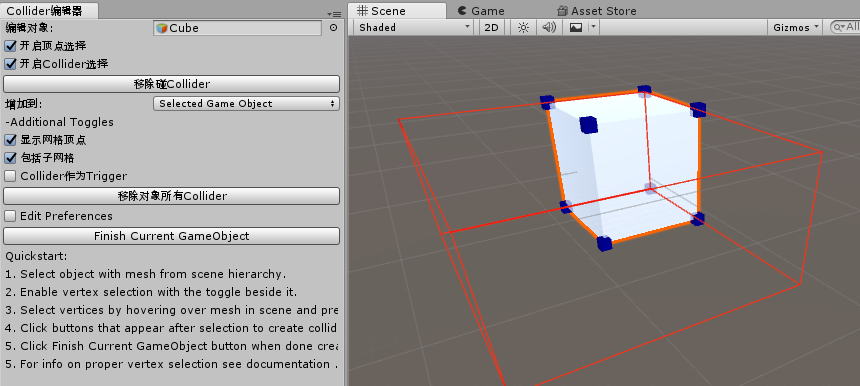 Collider编辑器
编辑对象: Cube
开启顶点选择
开启Collider选择
移除碰Collider
增加到: Selected Game Object
-Additional Toggles
显示网格顶点
包括子网格
Collider作为Trigger
移除对象所有Collider
Edit Preferences
Finish Current GameObject
Quickstart:
1. Select object with mesh from scene hierarchy.
2. Enable vertex selection with the toggle beside it.
3. Select vertices by hovering over mesh in scene and pre
4. Click buttons that appear after selection to create collid
5. Click Finish Current GameObject button when done crea
5. For info on proper vertex selection see documentation .
Scene Game Asset Store
Shaded 2D Gizmos All